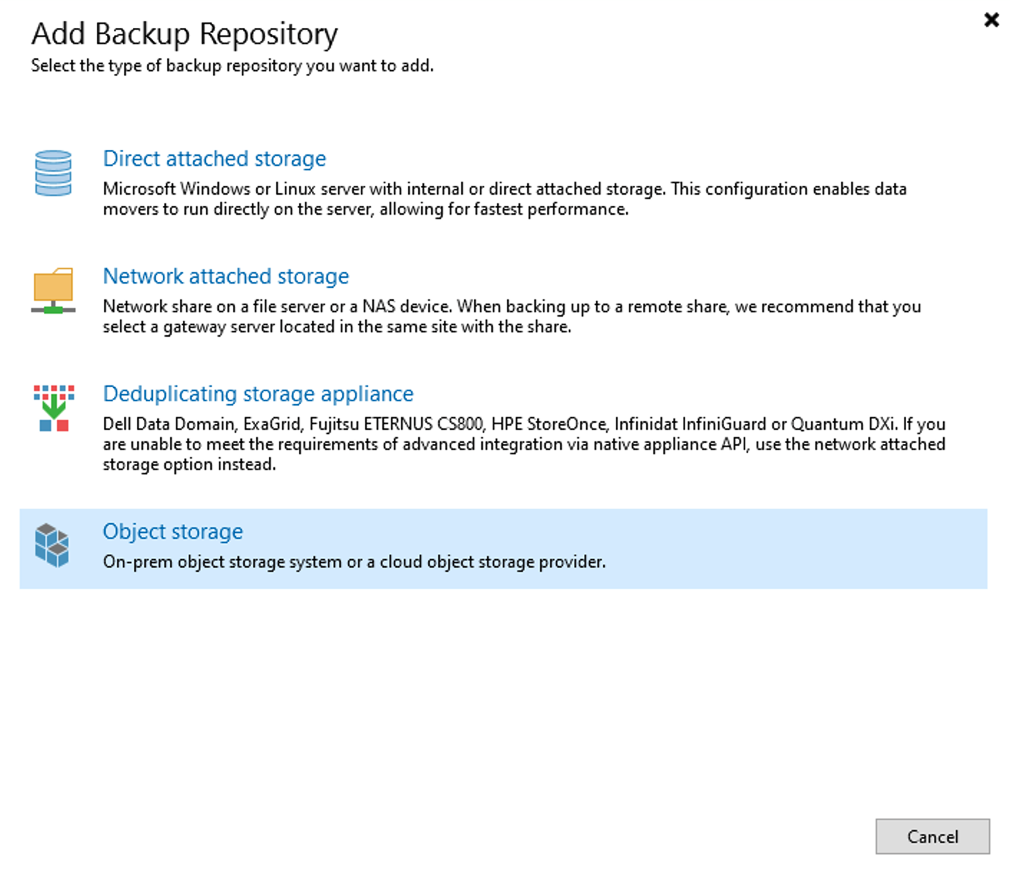 Add Backup Repository
Select the type of backup repository you want to add.
Direct attached storage
Microsoft Windows or Linux server with internal or direct attached storage. This configuration enables data
movers to run directly on the server, allowing for fastest performance.
Network attached storage
Network share on a file server or a NAS device. When backing up to a remote share, we recommend that you
select a gateway server located in the same site with the share.
Deduplicating storage appliance
Dell Data Domain, ExaGrid, Fujitsu ETERNUS CS800, HPE StoreOnce, Infinidat InfiniGuard or Quantum DXi. If you
are unable to meet the requirements of advanced integration via native appliance API, use the network attached
storage option instead.
Object storage
On-prem object storage system or a cloud object storage provider.
Cancel